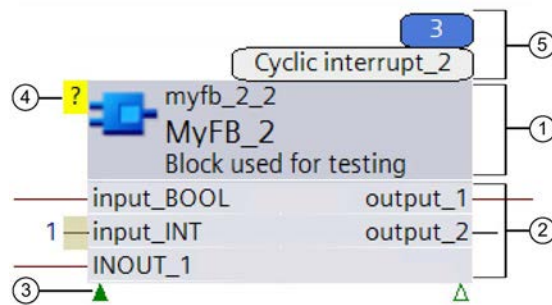 3
5
Cyclic interrupt_2
4
?
myfb_2_2
MyFB_2
1
Block used for testing
input_BOOL output_1
1 input_INT output_2
2
INOUT_1
3